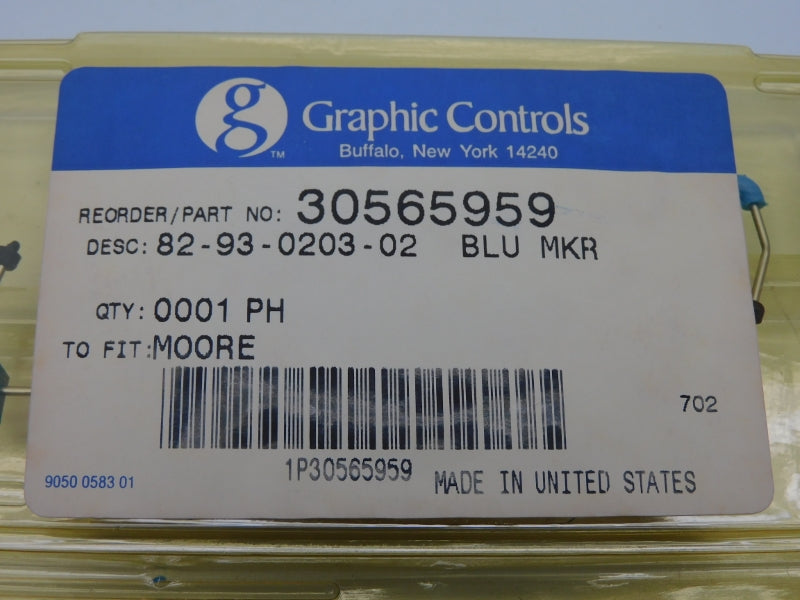 g
TM
Graphic Controls
Buffalo, New York 14240
REORDER/PART NO: 30565959
DESC: 82-93-0203-02 BLU MKR
QTY: 0001 PH
TO FIT: MOORE
702
1P30565959
MADE IN UNITED STATES
9050 0583 01